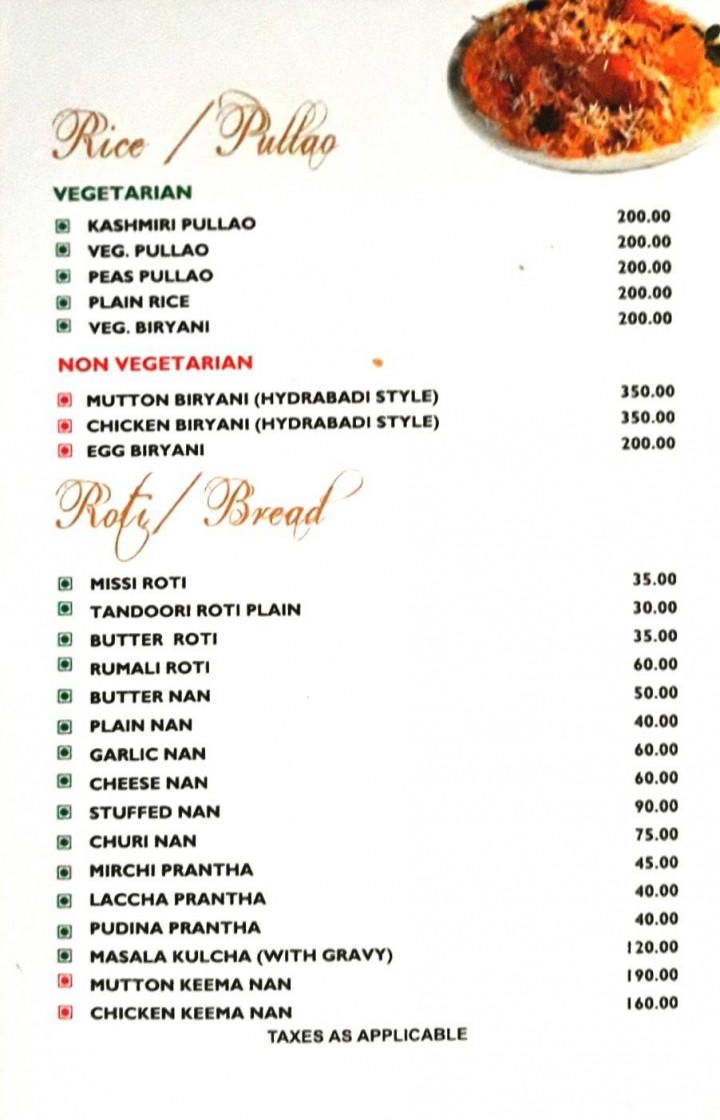 Rice / Pullao
VEGETARIAN
KASHMIRI PULLAO 200.00
VEG. PULLAO 200.00
PEAS PULLAO 200.00
PLAIN RICE 200.00
VEG. BIRYANI 200.00
NON VEGETARIAN
MUTTON BIRYANI (HYDRABADI STYLE) 350.00
CHICKEN BIRYANI (HYDRABADI STYLE) 350.00
EGG BIRYANI 200.00
Roti/ Bread
MISSI ROTI 35.00
TANDOORI ROTI PLAIN 30.00
BUTTER ROTI 35.00
RUMALI ROTI 60.00
BUTTER NAN 50.00
PLAIN NAN 40.00
GARLIC NAN 60.00
CHEESE NAN 60.00
STUFFED NAN 90.00
CHURI NAN 75.00
MIRCHI PRANTHA 45.00
LACCHA PRANTHA 40.00
PUDINA PRANTHA 40.00
MASALA KULCHA (WITH GRAVY) 120.00
MUTTON KEEMA NAN 190.00
CHICKEN KEEMA NAN 160.00
TAXES AS APPLICABLE